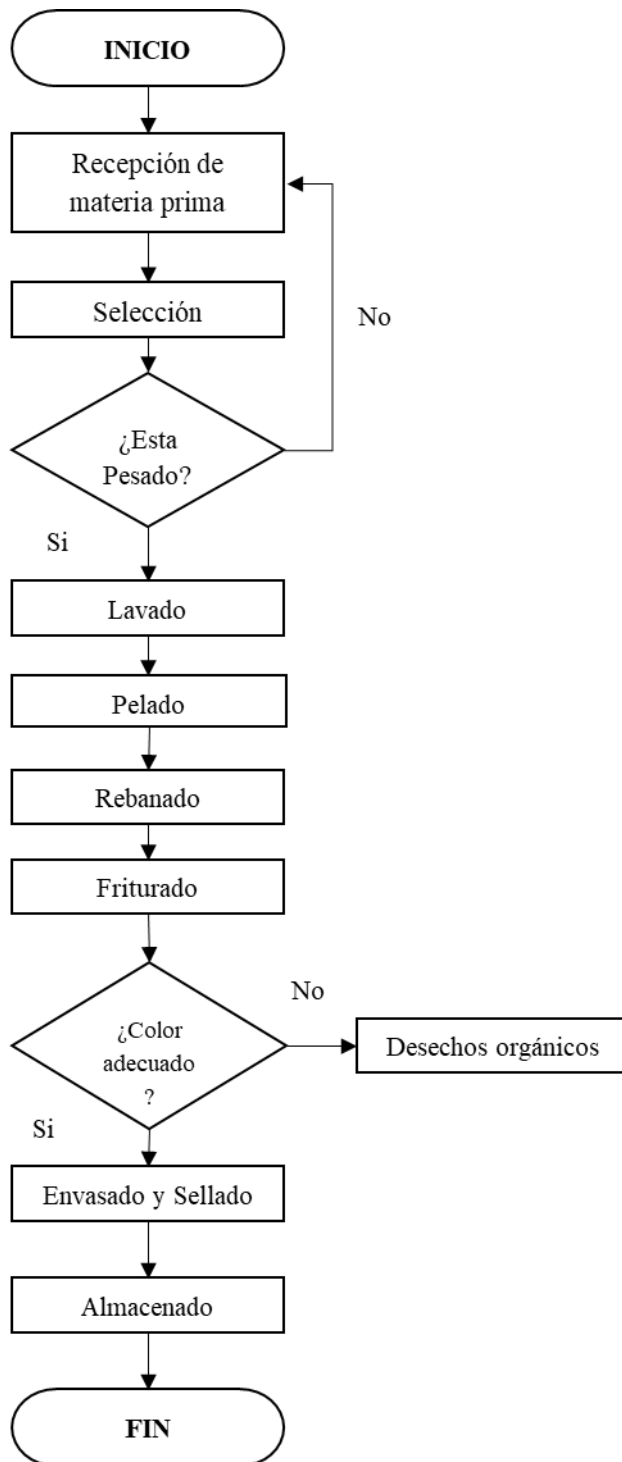 INICIO
Recepción de
materia prima
Selección
No
¿Esta
Pesado?
Si
Lavado
Pelado
Rebanado
Friturado
No
¿Color
adecuado
?
Desechos orgánicos
Si
Envasado y Sellado
Almacenado
FIN